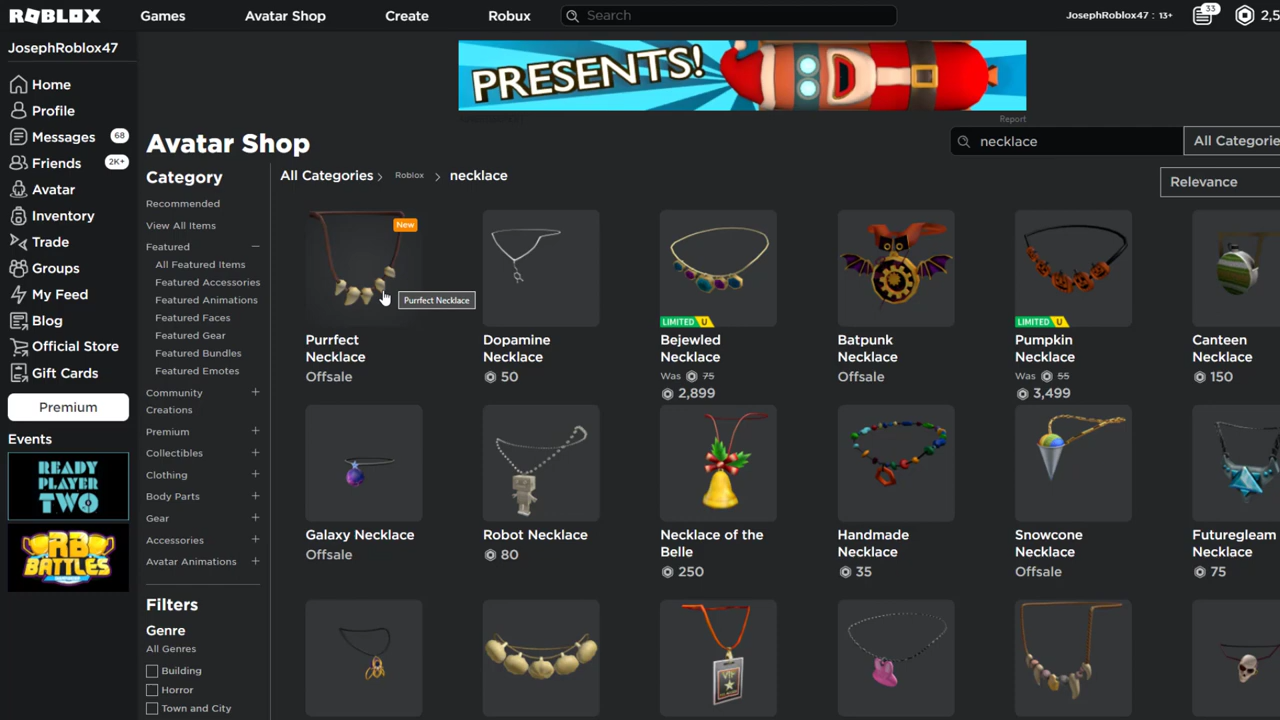 ROBLOX
Games
Avatar Shop
Create
Robux
Search
JosephRoblox47 : 13+
33
2,5
JosephRoblox47
Home
Profile
Messages 68
Friends 2K+
Avatar
Inventory
Trade
Groups
My Feed
Blog
Official Store
Gift Cards
Premium
Events
READY
PLAYER
TWO
RB
BATTLES
PRESENTS!
Report
Avatar Shop
necklace
All Categorie
Category
Recommended
View All Items
Featured
All Featured Items
Featured Accessories
Featured Animations
Featured Faces
Featured Gear
Featured Bundles
Featured Emotes
Community
Creations
Premium
Collectibles
Clothing
Body Parts
Gear
Accessories
Avatar Animations
Filters
Genre
All Genres
Building
Horror
Town and City
All Categories > Roblox > necklace
Relevance
New
Purrfect Necklace
Purrfect
Necklace
Offsale
Dopamine
Necklace
50
LIMITED U
Bejewled
Necklace
Was 75
2,899
Batpunk
Necklace
Offsale
LIMITED U
Pumpkin
Necklace
Was 55
3,499
Canteen
Necklace
150
Galaxy Necklace
Offsale
Robot Necklace
80
Necklace of the
Belle
250
Handmade
Necklace
35
Snowcone
Necklace
Offsale
Futuregleam
Necklace
75
VIP